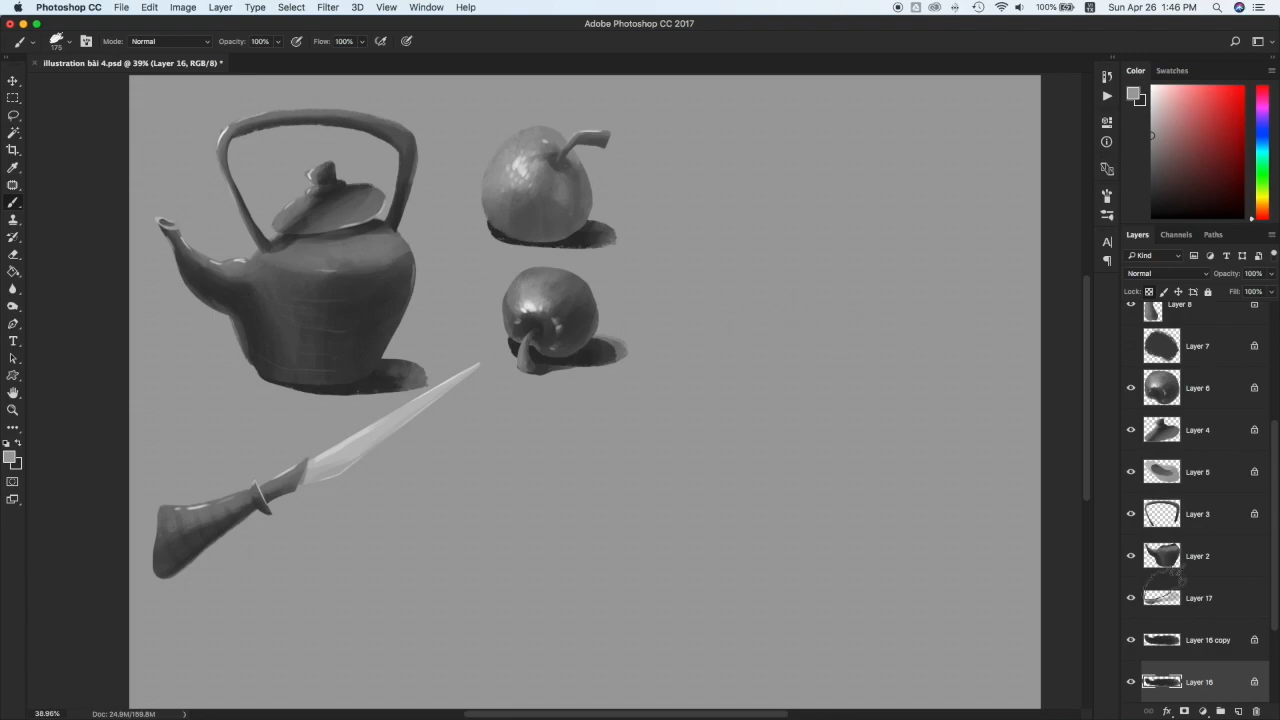 Photoshop CC File Edit Image Layer Type Select Filter 3D View Window Help 100% Sun Apr 26 1:46 PM
Adobe Photoshop CC 2017
175 Mode: Normal Opacity: 100% Flow: 100%
illustration bài 4.psd @ 39% (Layer 16, RGB/8) *
Color Swatches
Layers Channels Paths
Kind
Normal Opacity: 100%
Lock: Fill: 100%
Layer 8
Layer 7
Layer 6
Layer 4
Layer 5
Layer 3
Layer 2
Layer 17
Layer 16 copy
Layer 16
38.96% Doc: 24.9M/159.8M